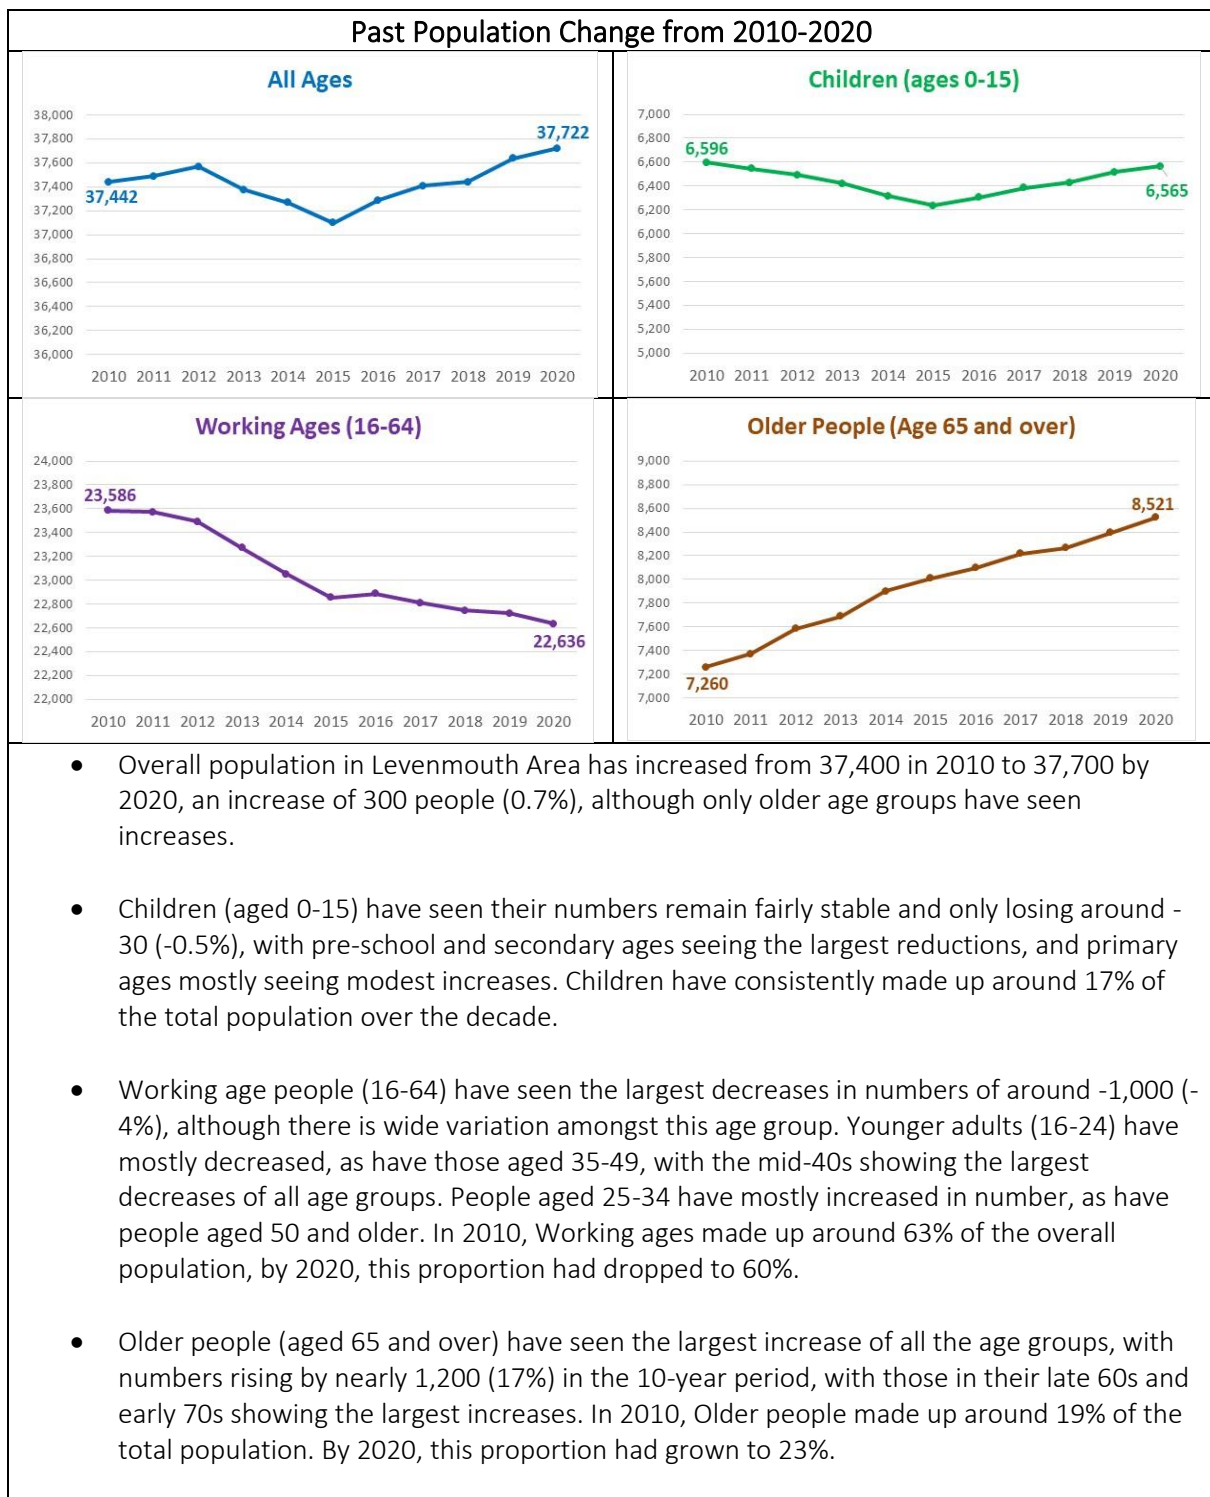 Past Population Change from 2010-2020
All Ages
38,000
37,800
37,600
37,400
37,200
37,000
36,800
36,600
36,400
36,200
36,000
37,442
37,722
2010 2011 2012 2013 2014 2015 2016 2017 2018 2019 2020
Children (ages 0-15)
7,000
6,800
6,600
6,400
6,200
6,000
5,800
5,600
5,400
5,200
5,000
6,596
6,565
2010 2011 2012 2013 2014 2015 2016 2017 2018 2019 2020
Working Ages (16-64)
24,000
23,800
23,600
23,400
23,200
23,000
22,800
22,600
22,400
22,200
22,000
23,586
22,636
2010 2011 2012 2013 2014 2015 2016 2017 2018 2019 2020
Older People (Age 65 and over)
9,000
8,800
8,600
8,400
8,200
8,000
7,800
7,600
7,400
7,200
7,000
7,260
8,521
2010 2011 2012 2013 2014 2015 2016 2017 2018 2019 2020
• Overall population in Levenmouth Area has increased from 37,400 in 2010 to 37,700 by
2020, an increase of 300 people (0.7%), although only older age groups have seen
increases.
• Children (aged 0-15) have seen their numbers remain fairly stable and only losing around -
30 (-0.5%), with pre-school and secondary ages seeing the largest reductions, and primary
ages mostly seeing modest increases. Children have consistently made up around 17% of
the total population over the decade.
• Working age people (16-64) have seen the largest decreases in numbers of around -1,000 (-
4%), although there is wide variation amongst this age group. Younger adults (16-24) have
mostly decreased, as have those aged 35-49, with the mid-40s showing the largest
decreases of all age groups. People aged 25-34 have mostly increased in number, as have
people aged 50 and older. In 2010, Working ages made up around 63% of the overall
population, by 2020, this proportion had dropped to 60%.
• Older people (aged 65 and over) have seen the largest increase of all the age groups, with
numbers rising by nearly 1,200 (17%) in the 10-year period, with those in their late 60s and
early 70s showing the largest increases. In 2010, Older people made up around 19% of the
total population. By 2020, this proportion had grown to 23%.